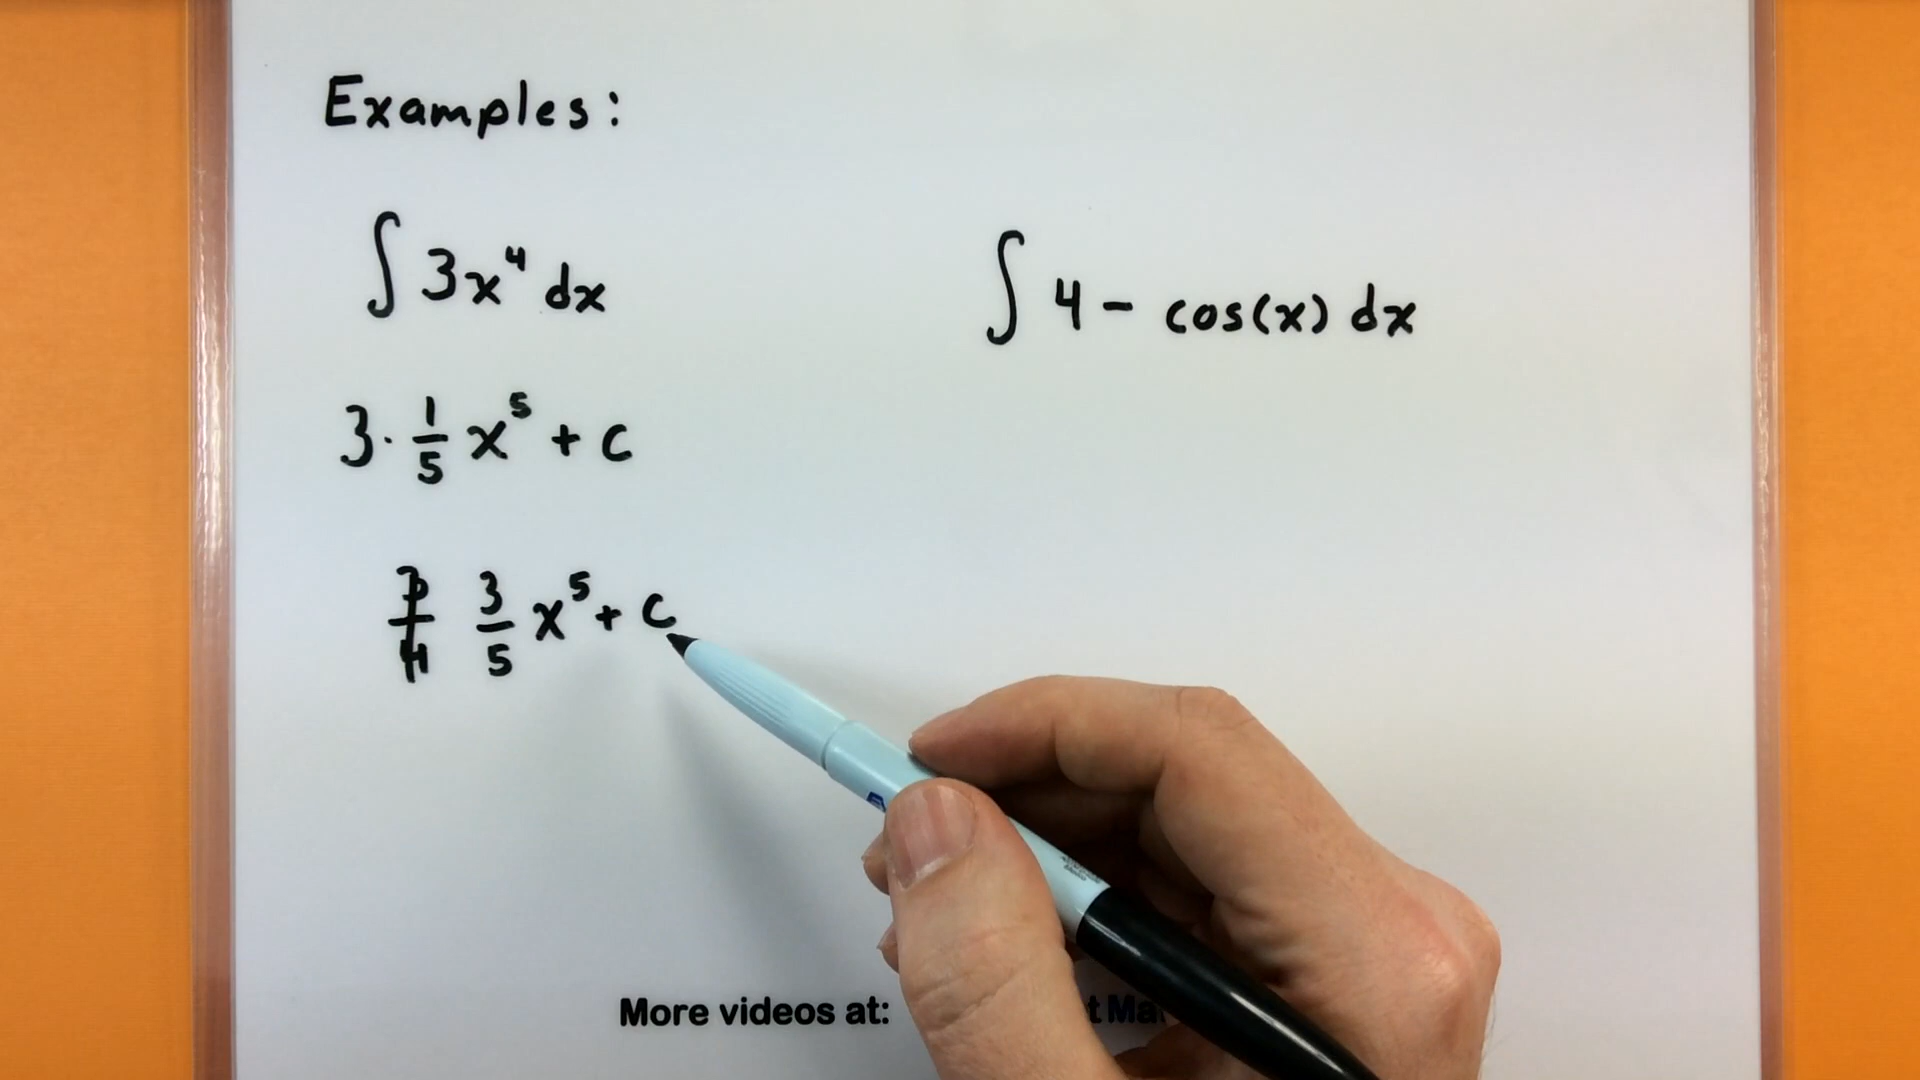 Examples:
∫ 3x⁴ dx
3 · 1/5 x⁵ + c
3/5 x⁵ + c
∫ 4 - cos(x) dx
More videos at: